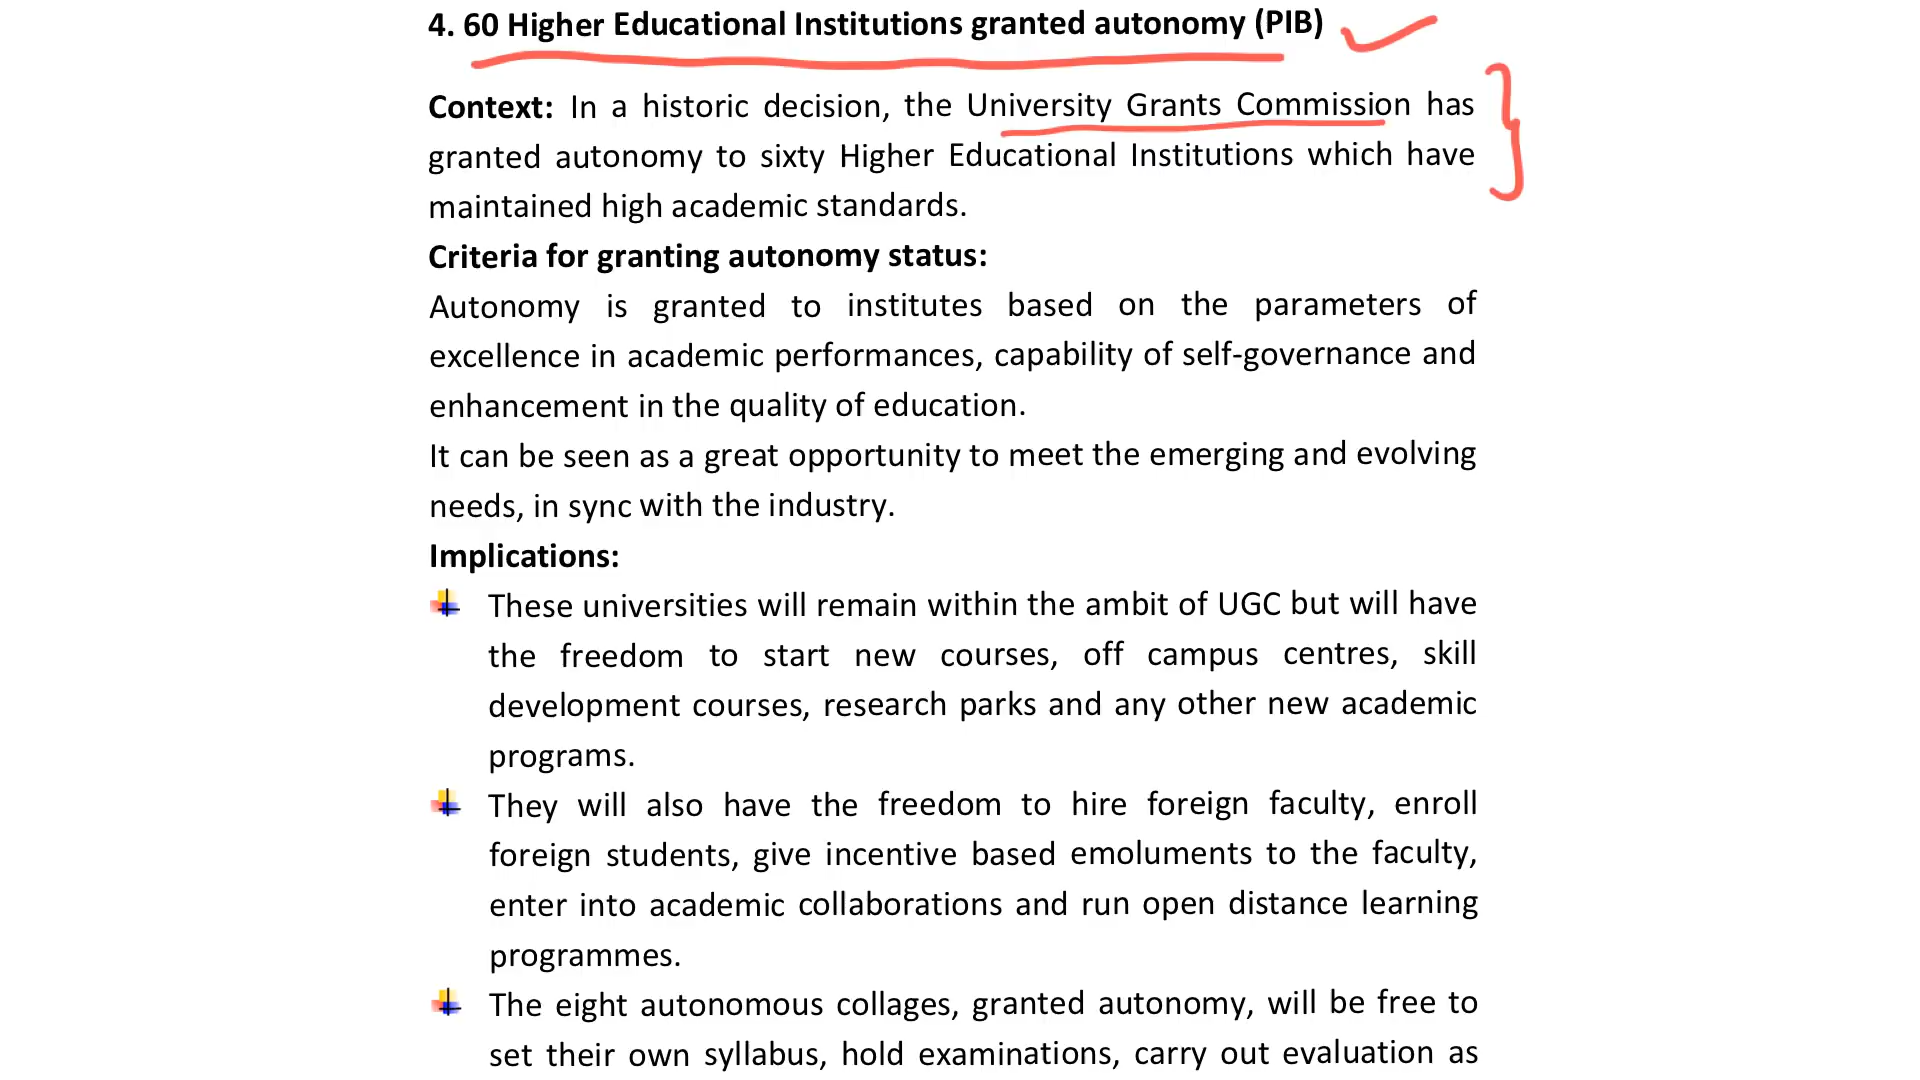 4. 60 Higher Educational Institutions granted autonomy (PIB)
Context: In a historic decision, the University Grants Commission has
granted autonomy to sixty Higher Educational Institutions which have
maintained high academic standards.
Criteria for granting autonomy status:
Autonomy is granted to institutes based on the parameters of
excellence in academic performances, capability of self-governance and
enhancement in the quality of education.
It can be seen as a great opportunity to meet the emerging and evolving
needs, in sync with the industry.
Implications:
These universities will remain within the ambit of UGC but will have
the freedom to start new courses, off campus centres, skill
development courses, research parks and any other new academic
programs.
They will also have the freedom to hire foreign faculty, enroll
foreign students, give incentive based emoluments to the faculty,
enter into academic collaborations and run open distance learning
programmes.
The eight autonomous collages, granted autonomy, will be free to
set their own syllabus, hold examinations, carry out evaluation as